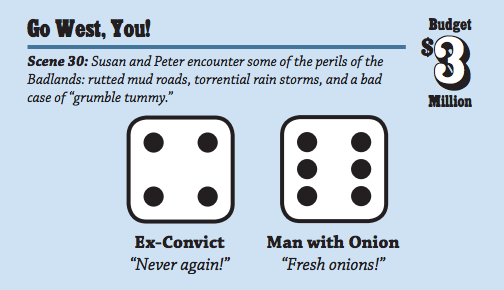 Go West, You!
Budget
$3
Million
Scene 30: Susan and Peter encounter some of the perils of the
Badlands: rutted mud roads, torrential rain storms, and a bad
case of “grumble tummy.”
Ex-Convict
“Never again!”
Man with Onion
“Fresh onions!”